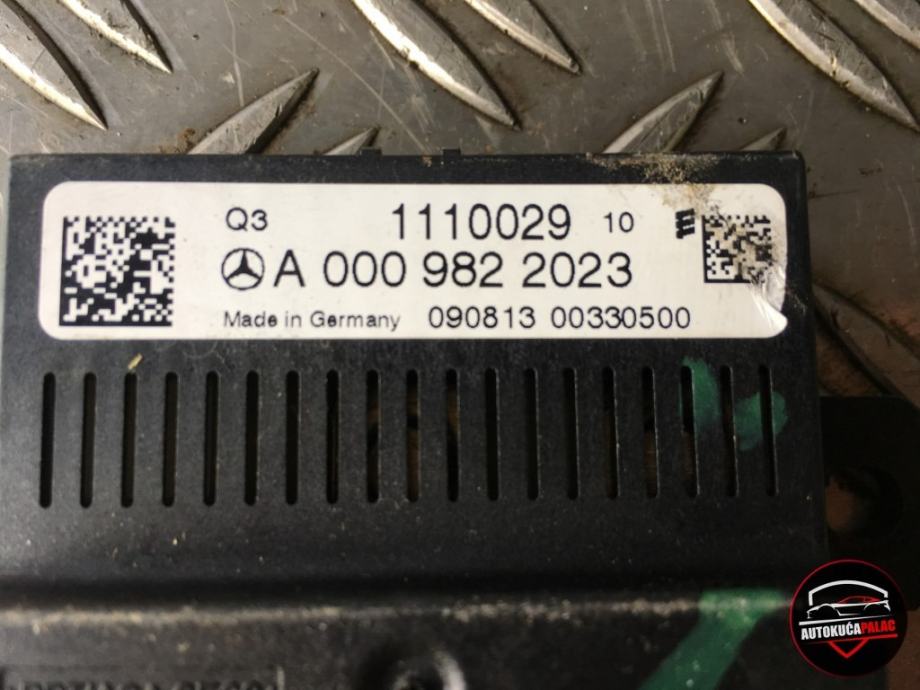 Q3 1110029 10
A 000 982 2023
Made in Germany 090813 00330500
AUTOKUĆAPALAC